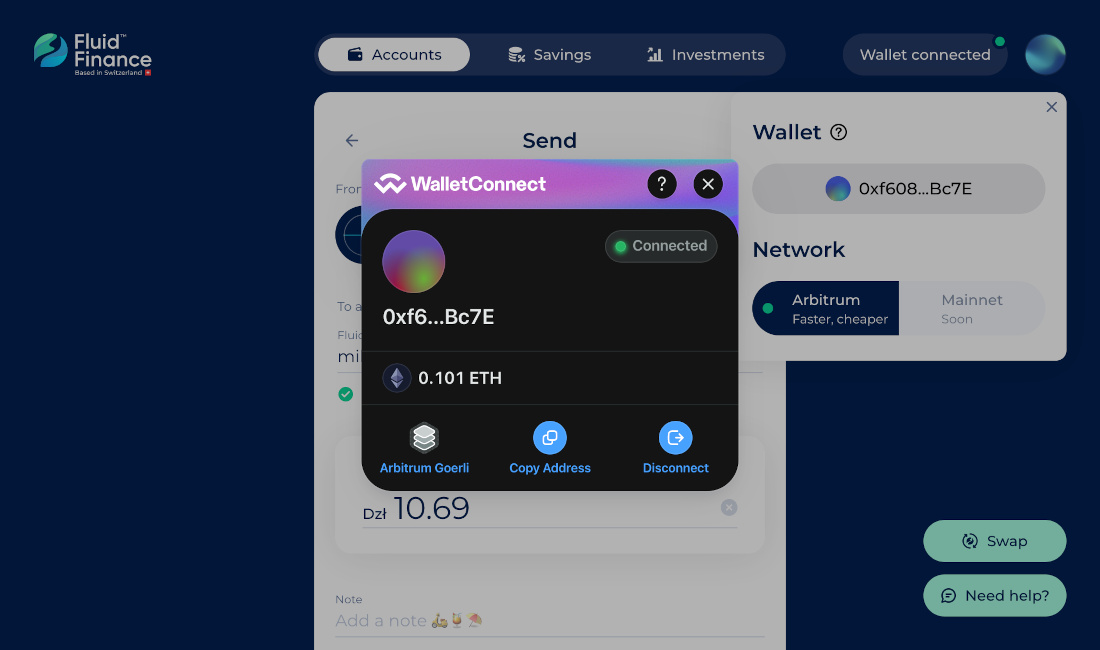 Fluid™
Finance
Based in Switzerland
Accounts
Savings
Investments
Wallet connected
Send
Wallet ?
0xf608...Bc7E
Network
Arbitrum
Faster, cheaper
Mainnet
Soon
WalletConnect
?
Connected
0xf6...Bc7E
0.101 ETH
Arbitrum Goerli
Copy Address
Disconnect
To a
Fluid
mi
Dzł 10.69
Note
Add a note
Swap
Need help?